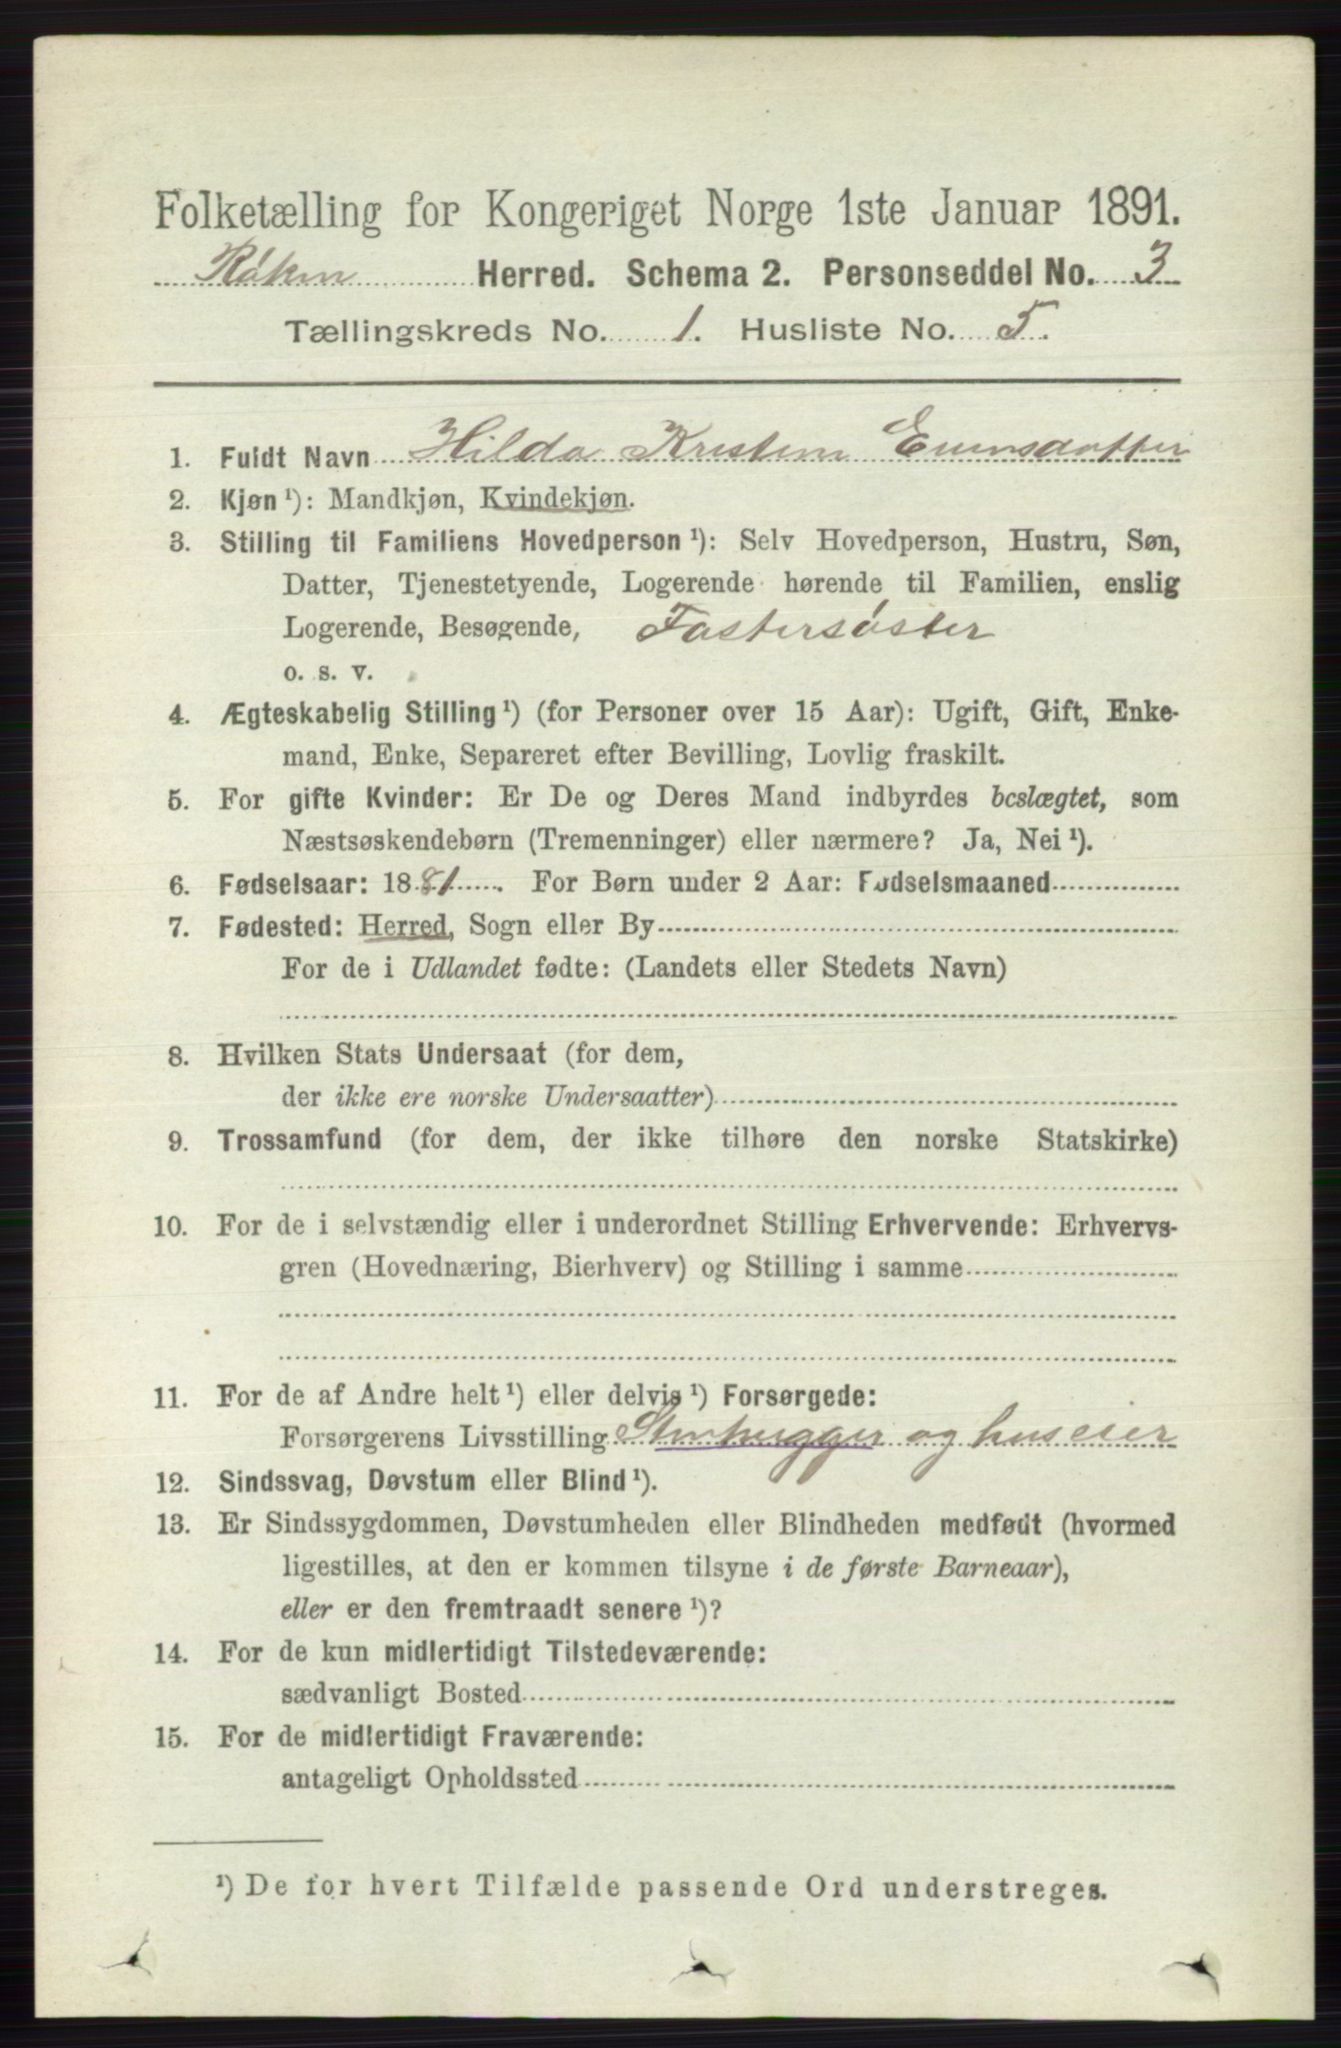 Folketælling for Kongeriget Norge 1ste Januar 1891.
Røken Herred. Schema 2. Personseddel No. 3
Tællingskreds No. 1. Husliste No. 5.
1. Fuldt Navn Hilda Kristine
2. Kjøn ¹): Mandkjøn, Kvindekjøn.
3. Stilling til Familiens Hovedperson ¹): Selv Hovedperson, Hustru, Søn,
Datter, Tjenestetyende, Logerende hørende til Familien, enslig
Logerende, Besøgende, Fostersøster
o. s. v.
4. Ægteskabelig Stilling ¹) (for Personer over 15 Aar): Ugift, Gift, Enke-
mand, Enke, Separeret efter Bevilling, Lovlig fraskilt.
5. For gifte Kvinder: Er De og Deres Mand indbyrdes beslægtet, som
Næstsøskendebørn (Tremenninger) eller nærmere? Ja, Nei ¹).
6. Fødselsaar: 1881. For Børn under 2 Aar: Fødselsmaaned
7. Fødested: Herred, Sogn eller By
For de i Udlandet fødte: (Landets eller Stedets Navn)
8. Hvilken Stats Undersaat (for dem,
der ikke ere norske Undersaatter)
9. Trossamfund (for dem, der ikke tilhøre den norske Statskirke)
10. For de i selvstændig eller i underordnet Stilling Erhvervende: Erhvervs-
gren (Hovednæring, Bierhverv) og Stilling i samme
11. For de af Andre helt ¹) eller delvis ¹) Forsørgede:
Forsørgerens Livsstilling Stenhugger og huseier
12. Sindssvag, Døvstum eller Blind ¹).
13. Er Sindssygdommen, Døvstumheden eller Blindheden medfødt (hvormed
ligestilles, at den er kommen tilsyne i de første Barneaar),
eller er den fremtraadt senere ¹)?
14. For de kun midlertidigt Tilstedeværende:
sædvanligt Bosted
15. For de midlertidigt Fraværende:
antageligt Opholdssted
¹) De for hvert Tilfælde passende Ord understreges.